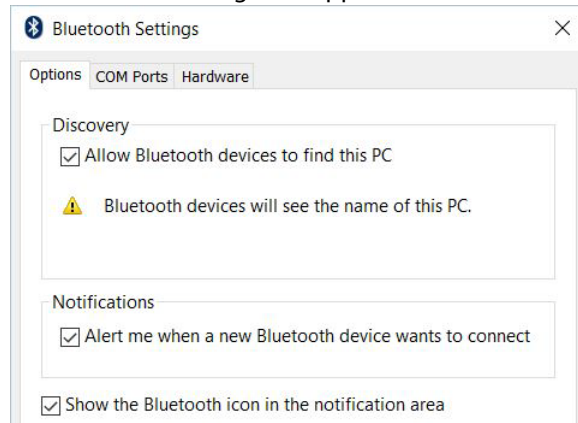 Bluetooth Settings
Options COM Ports Hardware
Discovery
Allow Bluetooth devices to find this PC
Bluetooth devices will see the name of this PC.
Notifications
Alert me when a new Bluetooth device wants to connect
Show the Bluetooth icon in the notification area